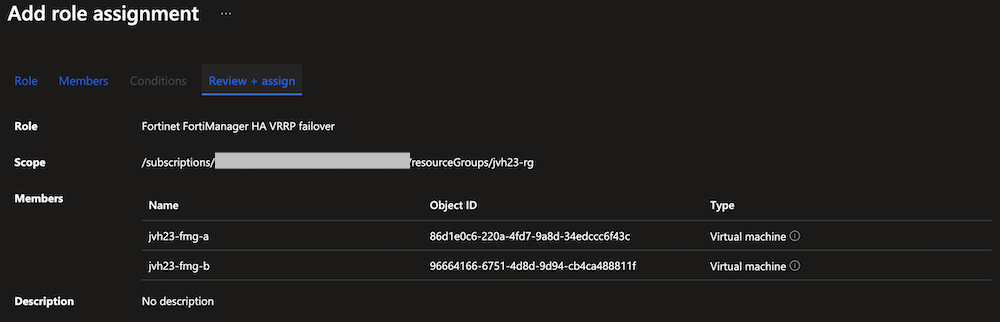 Add role assignment ...
Role Members Conditions Review + assign
Role Fortinet FortiManager HA VRRP failover
Scope /subscriptions/ /resourceGroups/jvh23-rg
Members
Name Object ID Type
jvh23-fmg-a 86d1e0c6-220a-4fd7-9a8d-34edccc6f43c Virtual machine
jvh23-fmg-b 96664166-6751-4d8d-9d94-cb4ca488811f Virtual machine
Description No description